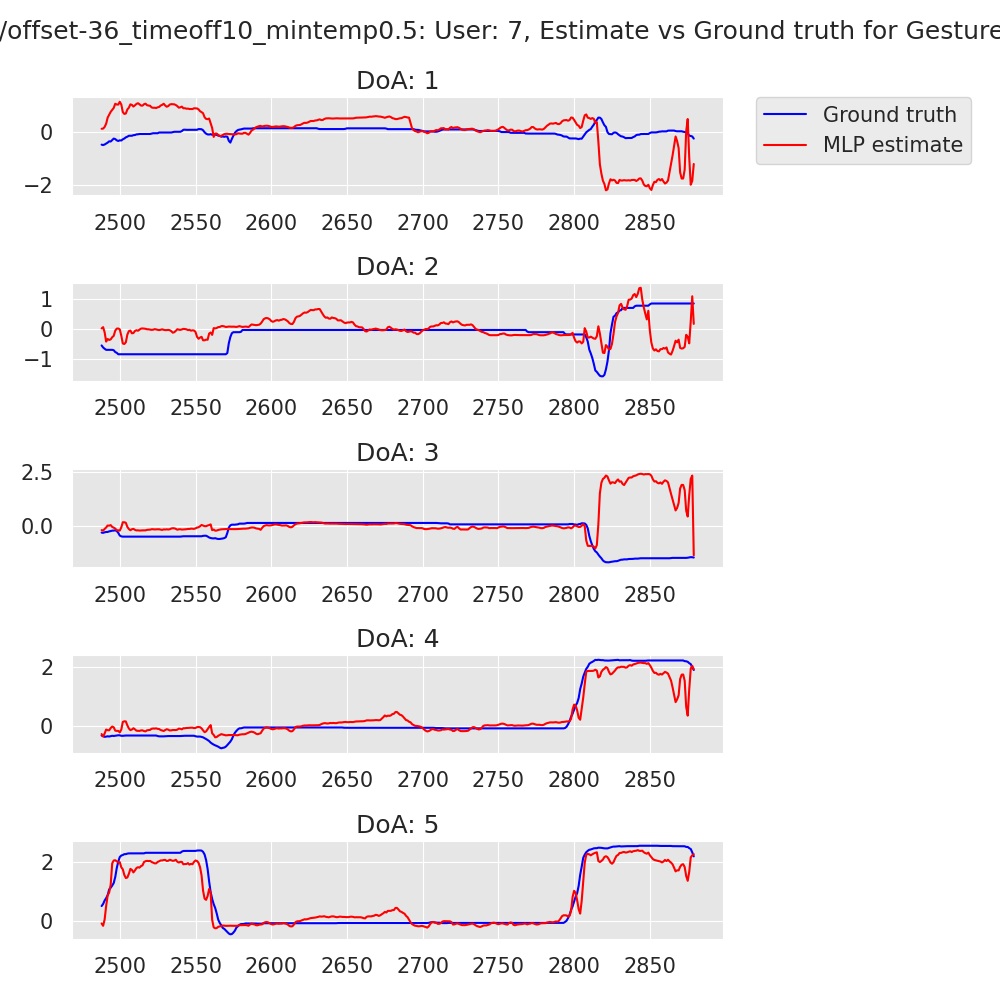 /offset-36_timeoff10_mintemp0.5: User: 7, Estimate vs Ground truth for Gesture
DoA: 1
0
−2
2500 2550 2600 2650 2700 2750 2800 2850
Ground truth
MLP estimate
DoA: 2
1
0
−1
2500 2550 2600 2650 2700 2750 2800 2850
DoA: 3
2.5
0.0
2500 2550 2600 2650 2700 2750 2800 2850
DoA: 4
2
0
2500 2550 2600 2650 2700 2750 2800 2850
DoA: 5
2
0
2500 2550 2600 2650 2700 2750 2800 2850